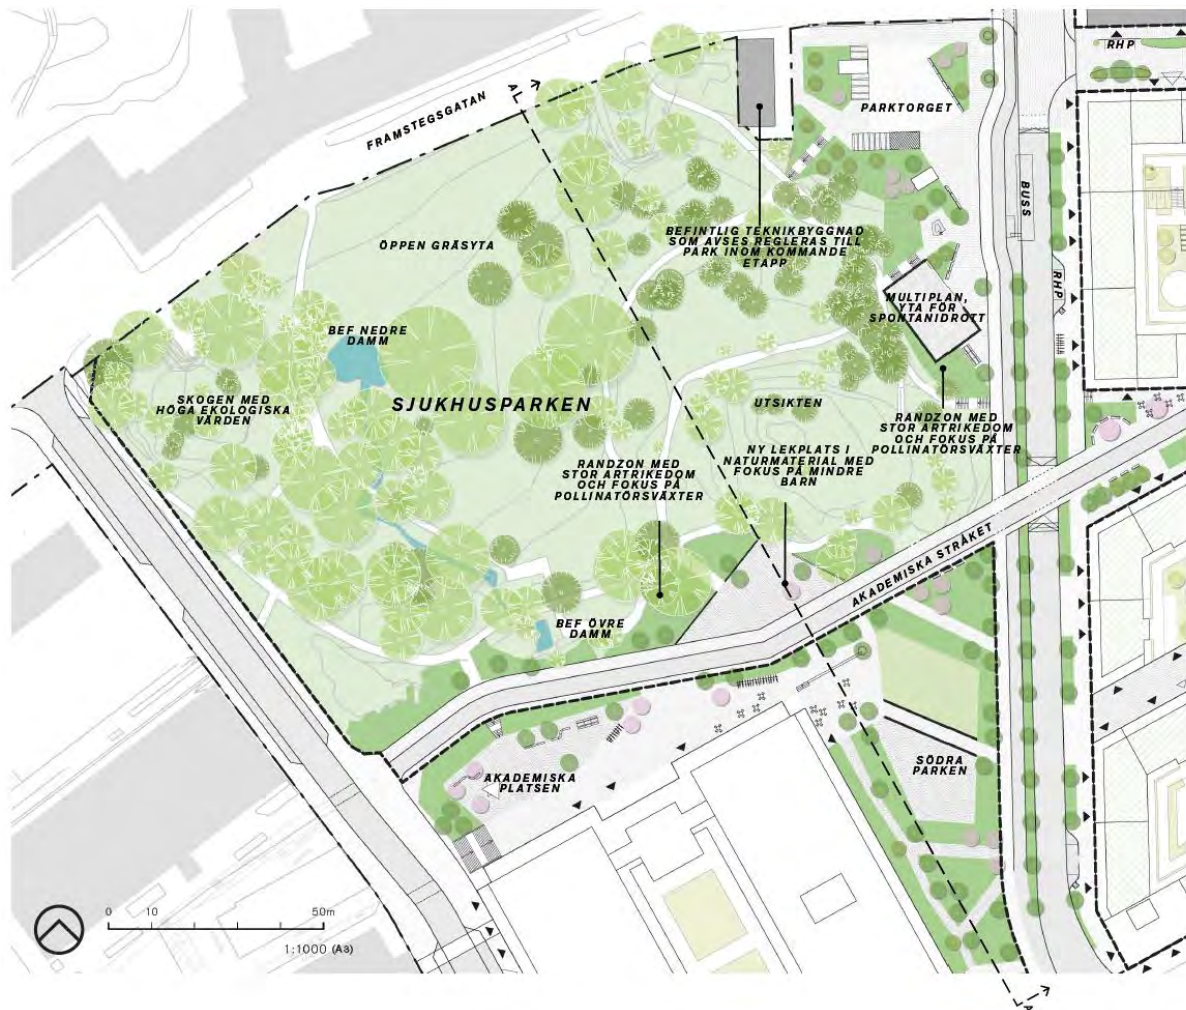 RHP
A
FRAMSTEGSGATAN
PARKTORGET
BUSS
ÖPPEN GRÄSYTA
BEFINTLIG TEKNIKBYGGNAD
SOM AVSES REGLERAS TILL
PARK INOM KOMMANDE
ETAPP
RHP
MULTIPLAN,
YTA FÖR
SPONTANIDROTT
BEF NEDRE
DAMM
SKOGEN MED
HÖGA EKOLOGISKA
VÄRDEN
SJUKHUSPARKEN
UTSIKTEN
RANDZON MED
STOR ARTRIKEDOM
OCH FOKUS PÅ
POLLINATÖRSVÄXTER
NY LEKPLATS I
NATURMATERIAL MED
FOKUS PÅ MINDRE
BARN
RANDZON MED
STOR ARTRIKEDOM
OCH FOKUS PÅ
POLLINATÖRSVÄXTER
AKADEMISKA STRÅKET
BEF ÖVRE
DAMM
SÖDRA
PARKEN
AKADEMISKA
PLATSEN
0 10 50m
1:1000 (A3)
A